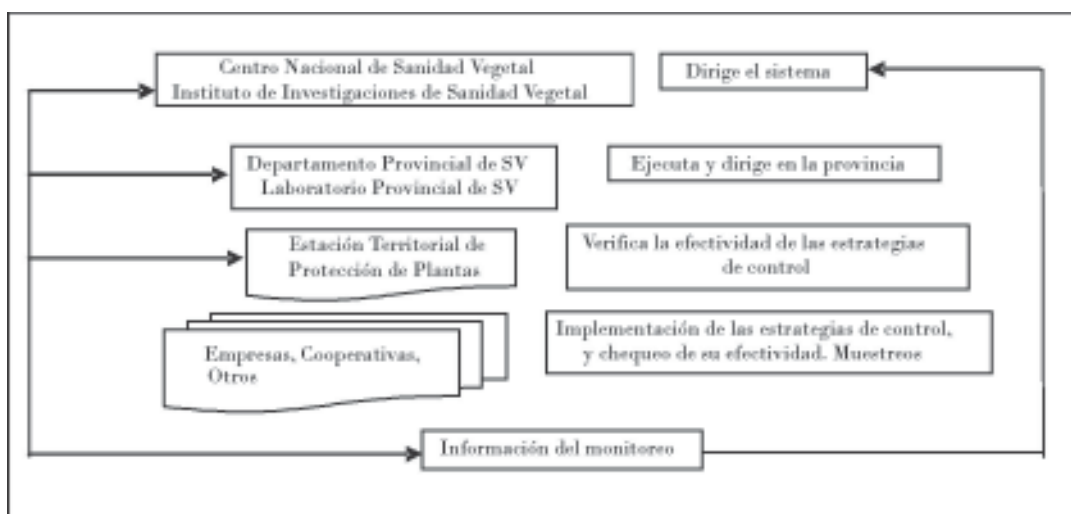 Centro Nacional de Sanidad Vegetal
Instituto de Investigaciones de Sanidad Vegetal
Dirige el sistema
Departamento Provincial de SV
Laboratorio Provincial de SV
Ejecuta y dirige en la provincia
Estación Territorial de
Protección de Plantas
Verifica la efectividad de las estrategias
de control
Empresas, Cooperativas,
Otros
Implementación de las estrategias de control,
y chequeo de su efectividad. Muestreos
Información del monitoreo